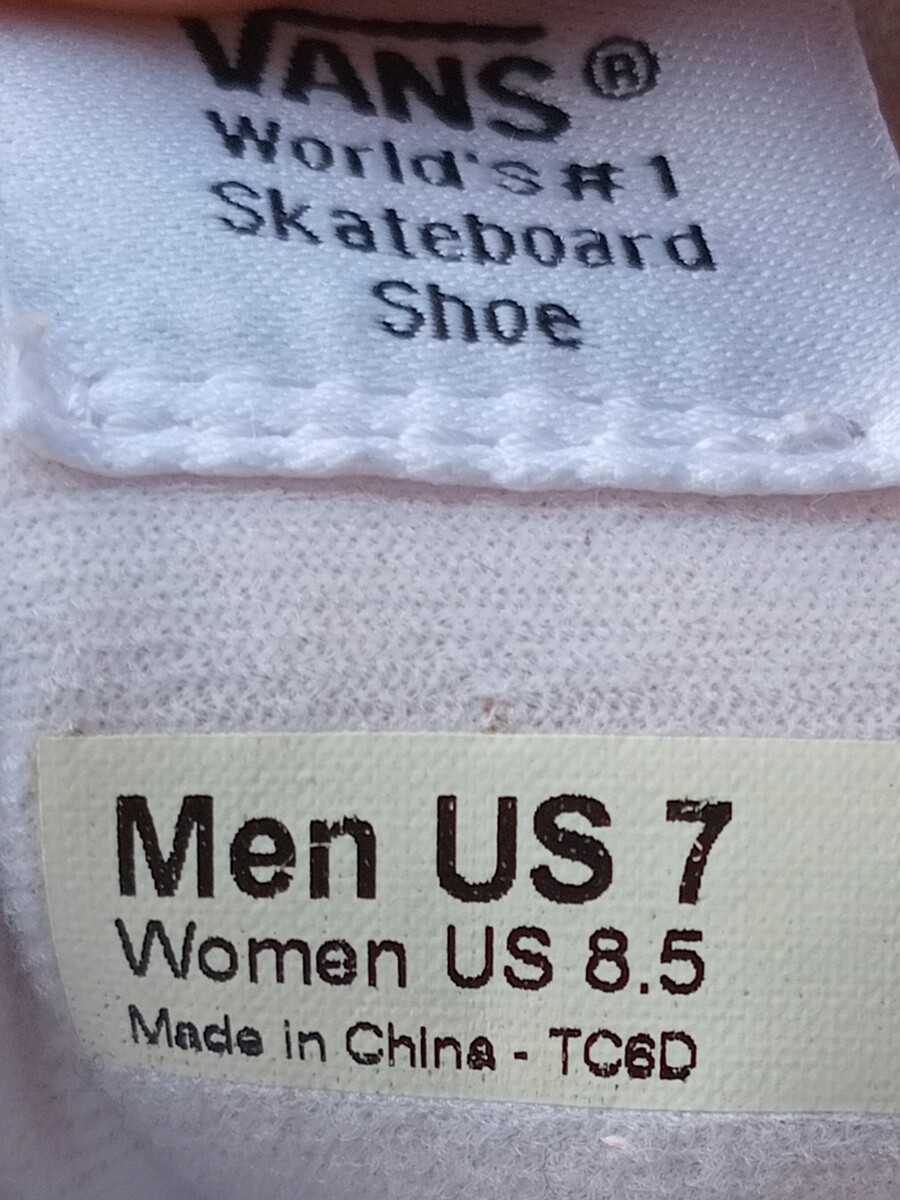 VANS®
World's #1
Skateboard
Shoe
Men US 7
Women US 8.5
Made in China - TC6D